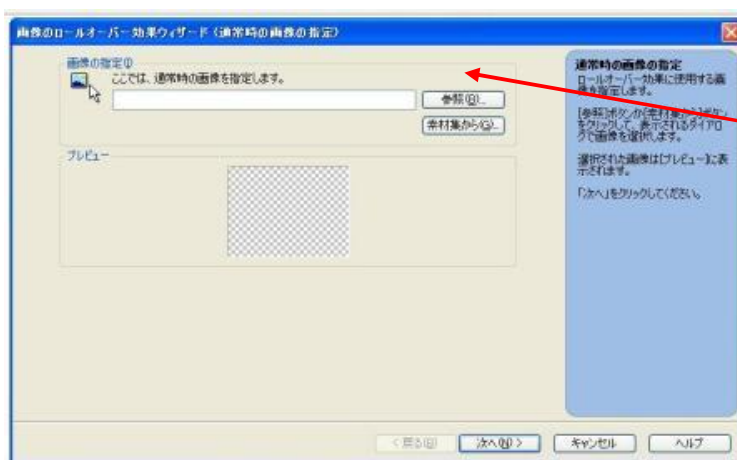 画像のロールオーバー効果ウィザード (通常時の画像の指定)
画像の指定(I)
ここでは、通常時の画像を指定します。
参照(B)...
素材集から(G)...
プレビュー
通常時の画像の指定
ロールオーバー効果に使用する画
像を指定します。
[参照]ボタンか[素材集から]ボタン
をクリックして、表示されるダイアロ
グで画像を選択します。
選択された画像は[プレビュー]に表
示されます。
「次へ」をクリックしてください。
< 戻る(B)
次へ(N) >
キャンセル
ヘルプ